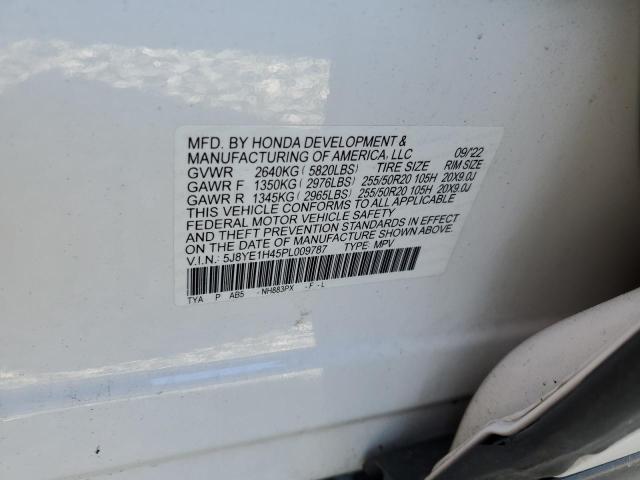 MFD. BY HONDA DEVELOPMENT &
MANUFACTURING OF AMERICA, LLC 09/22
GVWR 2640KG ( 5820LBS) TIRE SIZE RIM SIZE
GAWR F 1350KG ( 2976LBS) 255/50R20 105H 20X9.0J
GAWR R 1345KG ( 2965LBS) 255/50R20 105H 20X9.0J
THIS VEHICLE CONFORMS TO ALL APPLICABLE
FEDERAL MOTOR VEHICLE SAFETY
AND THEFT PREVENTION STANDARDS IN EFFECT
ON THE DATE OF MANUFACTURE SHOWN ABOVE.
V.I.N.: 5J8YE1H45PL009787 TYPE: MPV
TYA P AB5 - NH883PX - F - L